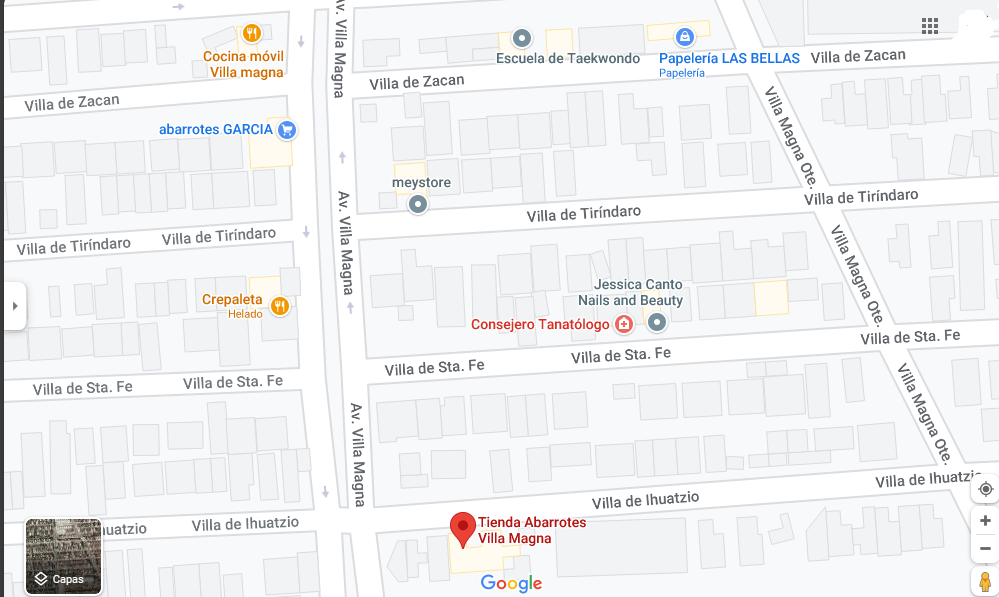 Av. Villa Magna
Cocina móvil
Villa magna
Escuela de Taekwondo
Papelería LAS BELLAS
Papelería
Villa de Zacan
Villa de Zacan
Villa de Zacan
abarrotes GARCIA
Villa Magna Ote.
meystore
Villa de Tiríndaro
Villa de Tiríndaro
Villa de Tiríndaro
Villa de Tiríndaro
Av. Villa Magna
Villa Magna Ote.
Jessica Canto
Nails and Beauty
Crepaleta
Helado
Consejero Tanatólogo
Villa de Sta. Fe
Villa de Sta. Fe
Villa de Sta. Fe
Villa de Sta. Fe
Villa de Sta. Fe
Av. Villa Magna
Villa Magna Ote.
Villa de Ihuatzio
Villa de Ihuatzio
Villa de Ihuatzio
huatzio
Tienda Abarrotes
Villa Magna
Capas
Google